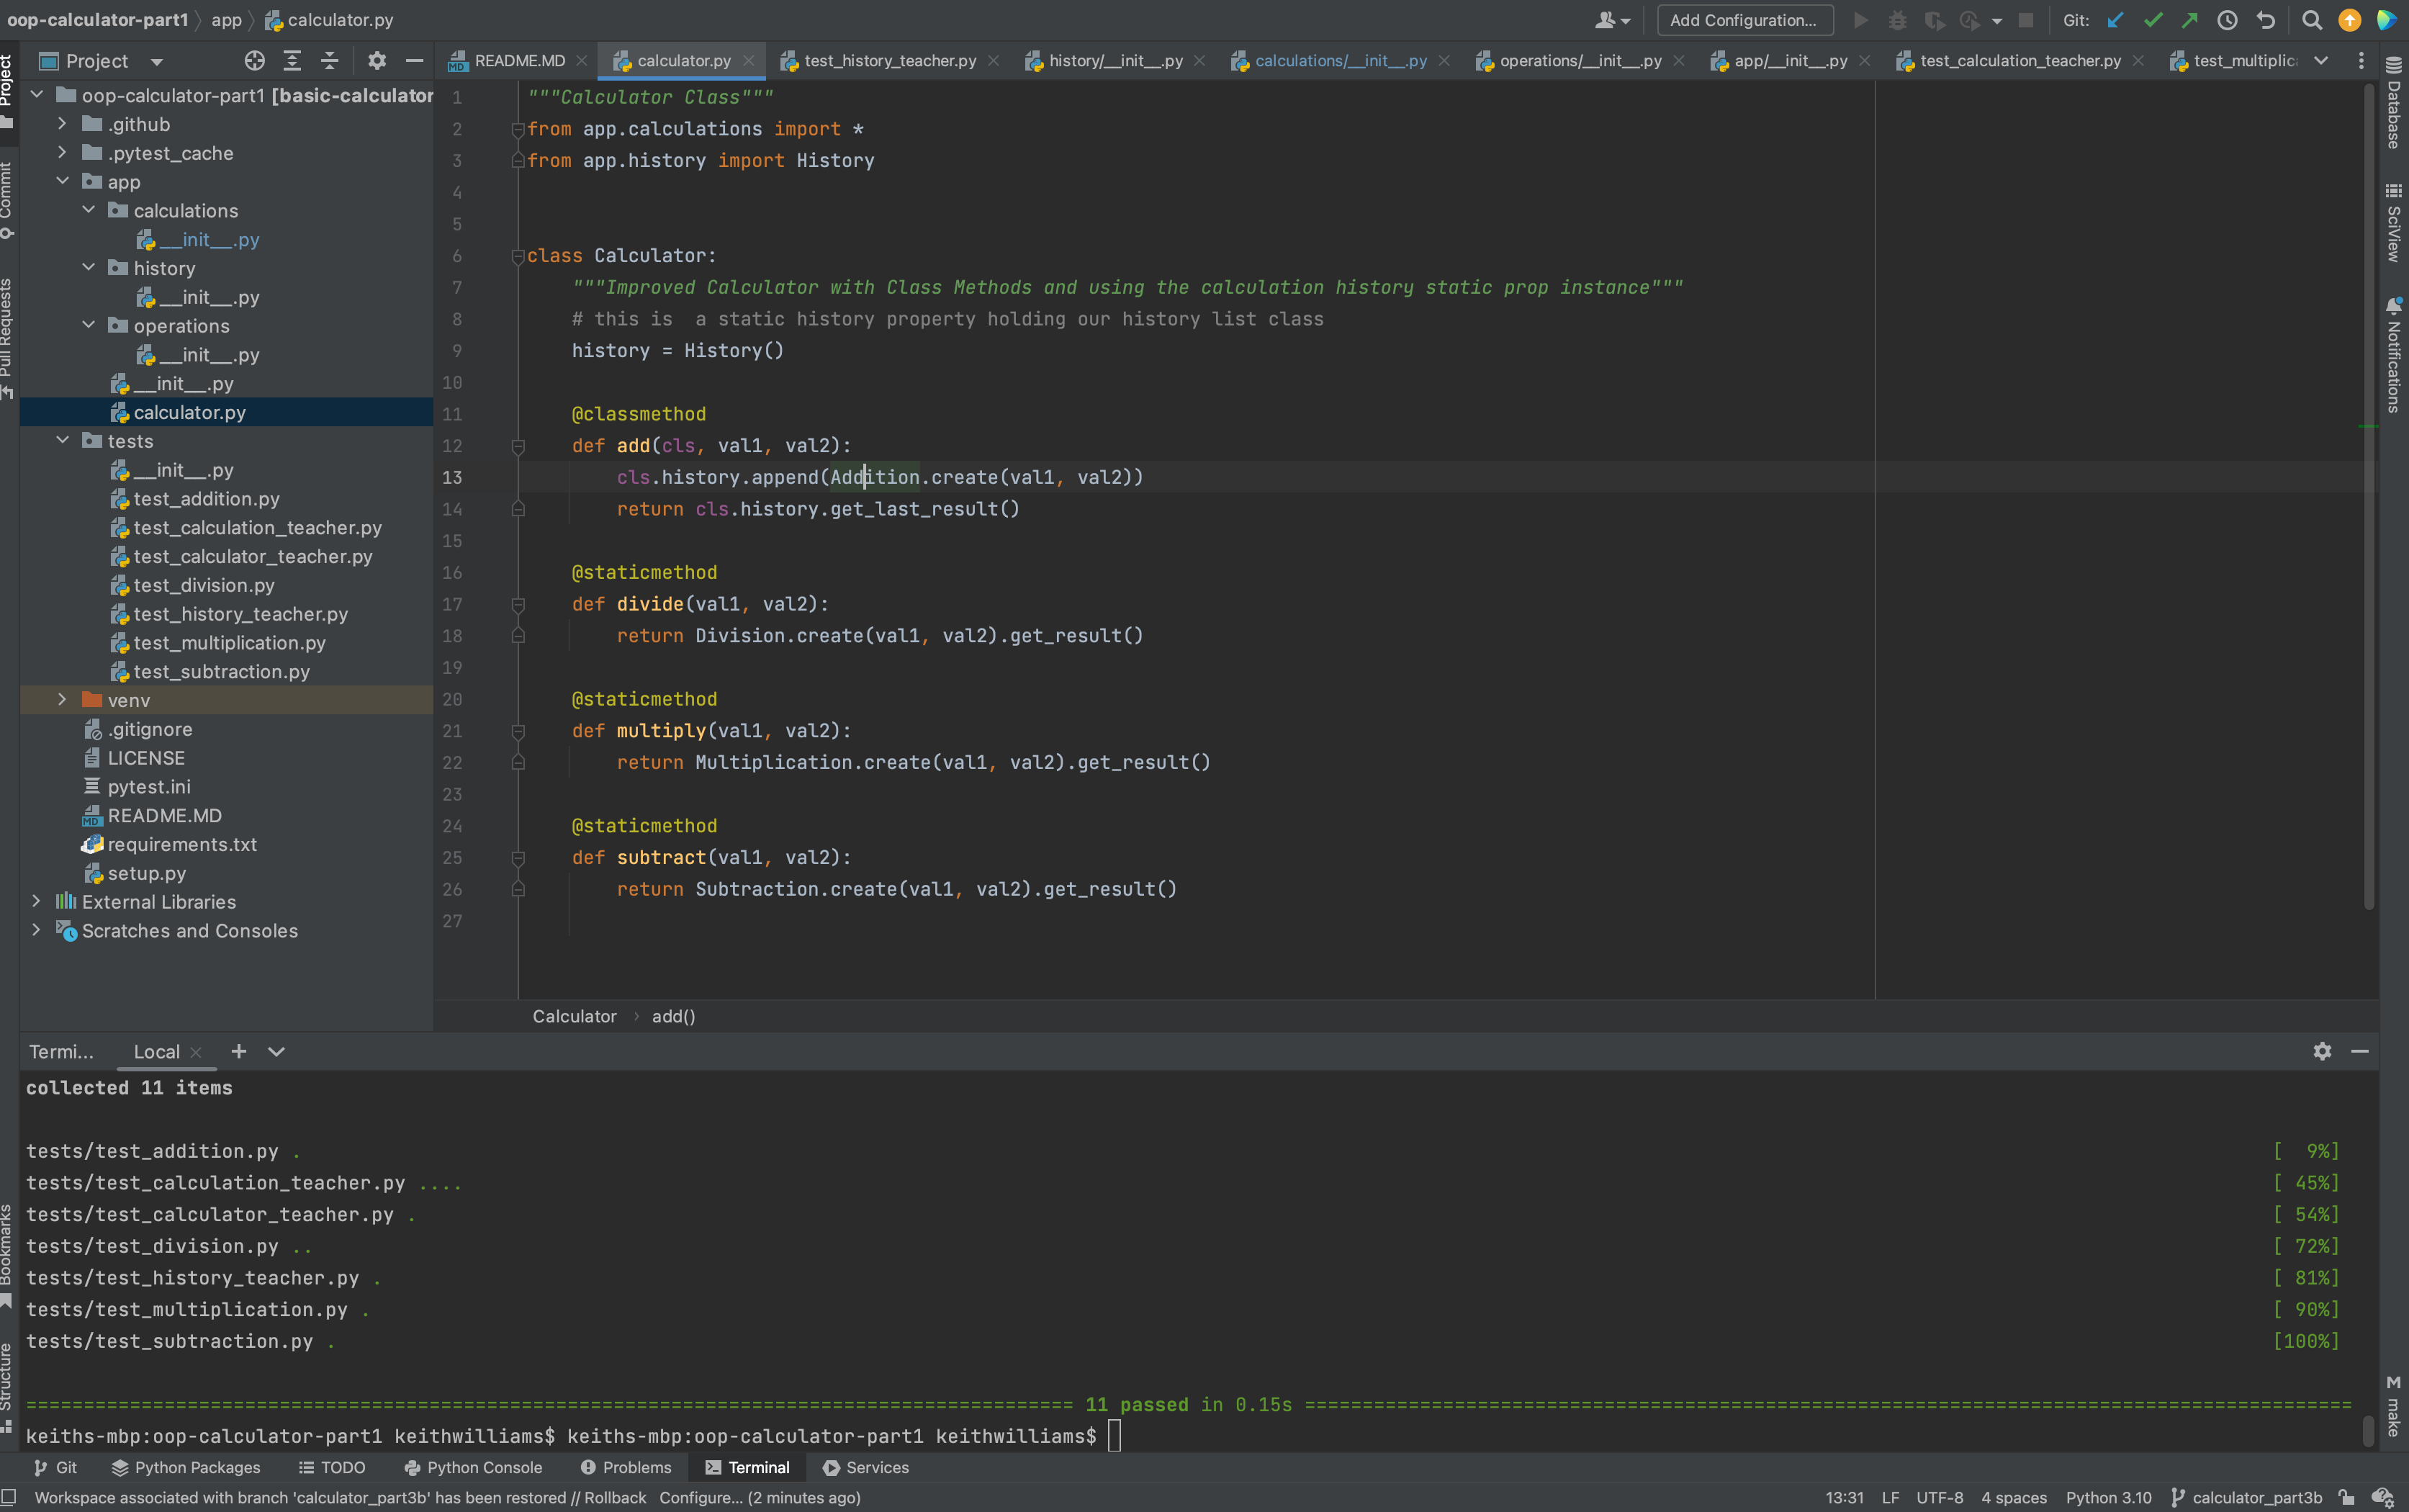 oop-calculator-part1 › app › calculator.py
Add Configuration...
Git:
Project
README.MD
calculator.py
test_history_teacher.py
history/__init__.py
calculations/__init__.py
operations/__init__.py
app/__init__.py
test_calculation_teacher.py
test_multiplic
Project
Commit
Pull Requests
Bookmarks
Structure
oop-calculator-part1 [basic-calculator
.github
.pytest_cache
app
calculations
__init__.py
history
__init__.py
operations
__init__.py
__init__.py
calculator.py
tests
__init__.py
test_addition.py
test_calculation_teacher.py
test_calculator_teacher.py
test_division.py
test_history_teacher.py
test_multiplication.py
test_subtraction.py
venv
.gitignore
LICENSE
pytest.ini
README.MD
requirements.txt
setup.py
External Libraries
Scratches and Consoles
1 """Calculator Class"""
2 from app.calculations import *
3 from app.history import History
4
5
6 class Calculator:
7 """Improved Calculator with Class Methods and using the calculation history static prop instance"""
8 # this is  a static history property holding our history list class
9 history = History()
10
11 @classmethod
12 def add(cls, val1, val2):
13 cls.history.append(Addition.create(val1, val2))
14 return cls.history.get_last_result()
15
16 @staticmethod
17 def divide(val1, val2):
18 return Division.create(val1, val2).get_result()
19
20 @staticmethod
21 def multiply(val1, val2):
22 return Multiplication.create(val1, val2).get_result()
23
24 @staticmethod
25 def subtract(val1, val2):
26 return Subtraction.create(val1, val2).get_result()
27
Calculator › add()
Database
SciView
Notifications
M make
Termi...
Local
collected 11 items
tests/test_addition.py . [  9%]
tests/test_calculation_teacher.py .... [ 45%]
tests/test_calculator_teacher.py . [ 54%]
tests/test_division.py .. [ 72%]
tests/test_history_teacher.py . [ 81%]
tests/test_multiplication.py . [ 90%]
tests/test_subtraction.py . [100%]
11 passed in 0.15s
keiths-mbp:oop-calculator-part1 keithwilliams$ keiths-mbp:oop-calculator-part1 keithwilliams$
Git
Python Packages
TODO
Python Console
Problems
Terminal
Services
Workspace associated with branch 'calculator_part3b' has been restored // Rollback Configure... (2 minutes ago)
13:31 LF UTF-8 4 spaces Python 3.10 calculator_part3b